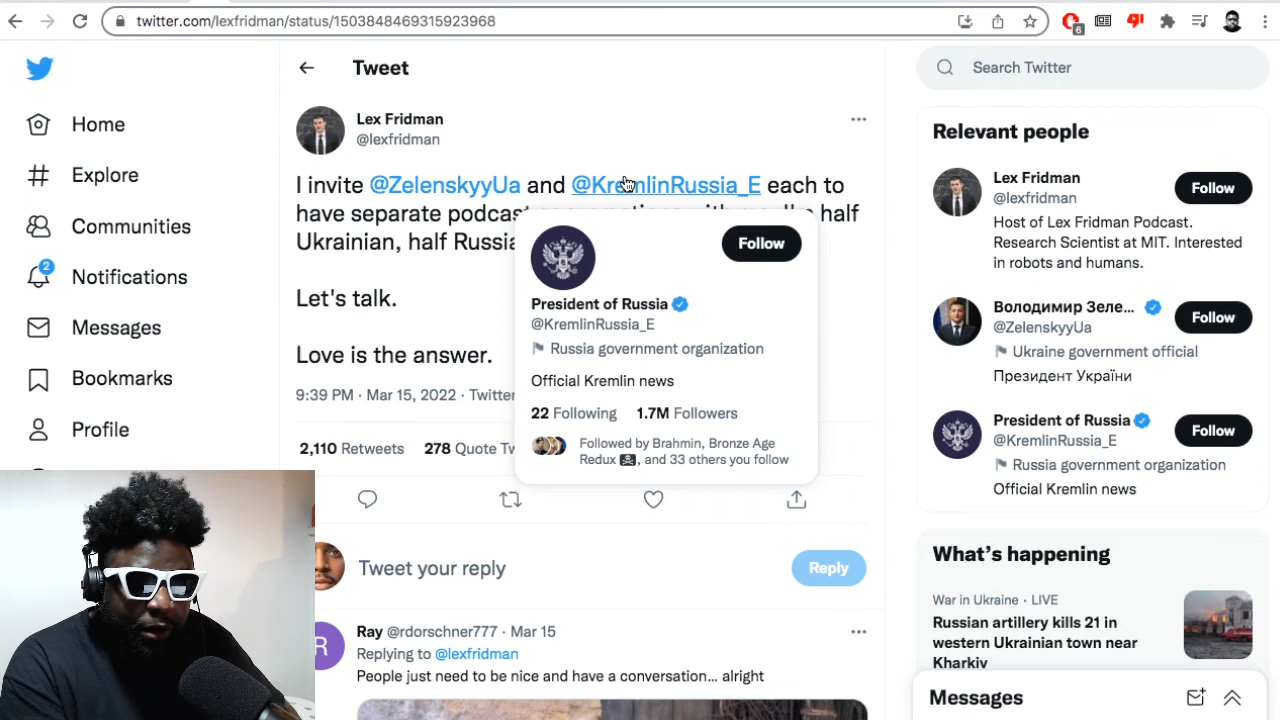 twitter.com/lexfridman/status/1503848469315923968
6
Home
Explore
Communities
2
Notifications
Messages
Bookmarks
Profile
Tweet
Lex Fridman
@lexfridman
I invite @ZelenskyyUa and @KremlinRussia_E each to
have separate podcast half
Ukrainian, half Russia
Let's talk.
Love is the answer.
9:39 PM · Mar 15, 2022 · Twitter
2,110 Retweets 278 Quote Tw
Follow
President of Russia
@KremlinRussia_E
Russia government organization
Official Kremlin news
22 Following 1.7M Followers
Followed by Brahmin, Bronze Age
Redux, and 33 others you follow
Tweet your reply
Reply
R
Ray @rdorschner777 · Mar 15
Replying to @lexfridman
People just need to be nice and have a conversation... alright
Search Twitter
Relevant people
Lex Fridman
@lexfridman
Follow
Host of Lex Fridman Podcast.
Research Scientist at MIT. Interested
in robots and humans.
Володимир Зеле...
@ZelenskyyUa
Follow
Ukraine government official
Президент України
President of Russia
@KremlinRussia_E
Follow
Russia government organization
Official Kremlin news
What's happening
War in Ukraine · LIVE
Russian artillery kills 21 in
western Ukrainian town near
Kharkiv
Messages